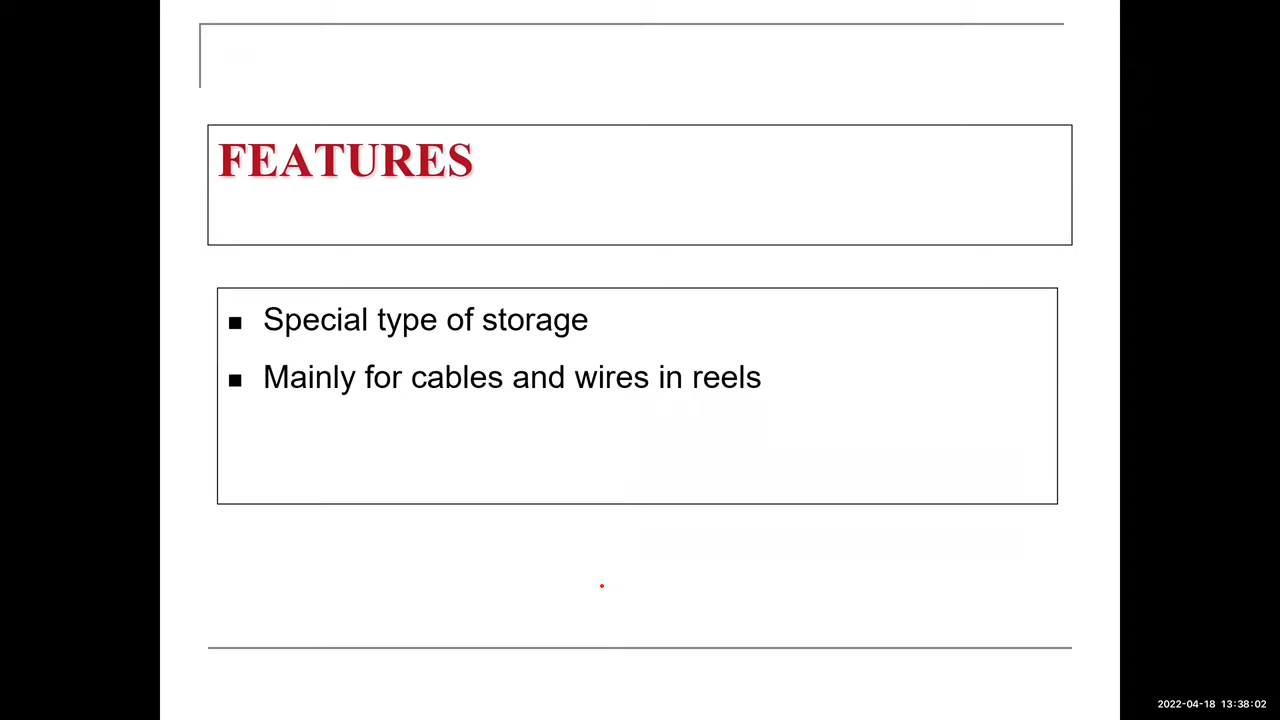 FEATURES
■ Special type of storage
■ Mainly for cables and wires in reels
2022-04-18 13:38:02